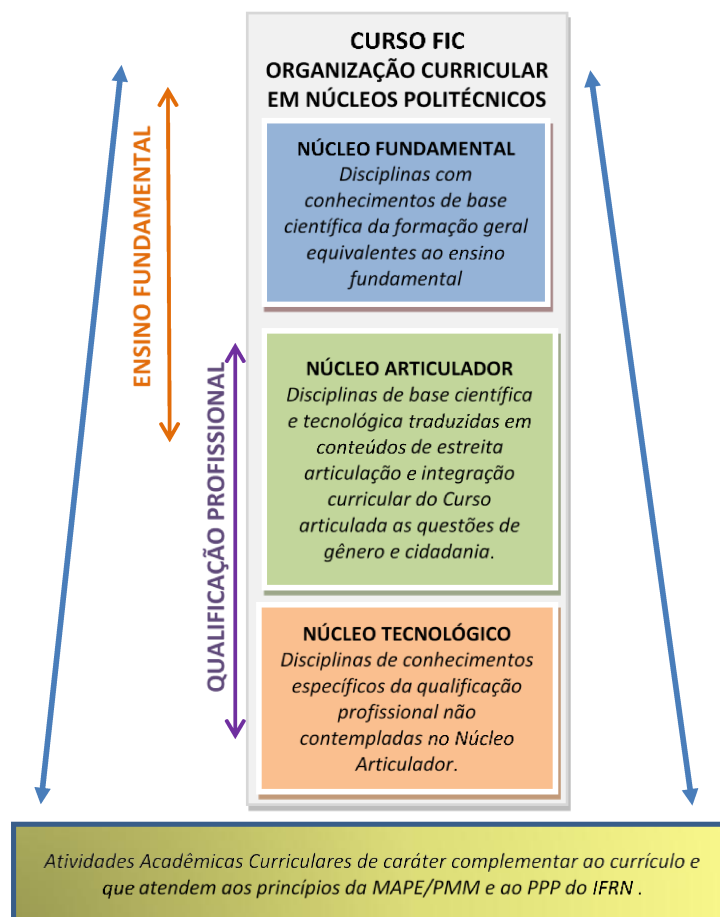 CURSO FIC
ORGANIZAÇÃO CURRICULAR
EM NÚCLEOS POLITÉCNICOS
ENSINO FUNDAMENTAL
NÚCLEO FUNDAMENTAL
Disciplinas com
conhecimentos de base
científica da formação geral
equivalentes ao ensino
fundamental
QUALIFICAÇÃO PROFISSIONAL
NÚCLEO ARTICULADOR
Disciplinas de base científica
e tecnológica traduzidas em
conteúdos de estreita
articulação e integração
curricular do Curso
articulada as questões de
gênero e cidadania.
NÚCLEO TECNOLÓGICO
Disciplinas de conhecimentos
específicos da qualificação
profissional não
contempladas no Núcleo
Articulador.
Atividades Acadêmicas Curriculares de caráter complementar ao currículo e
que atendem aos princípios da MAPE/PMM e ao PPP do IFRN .